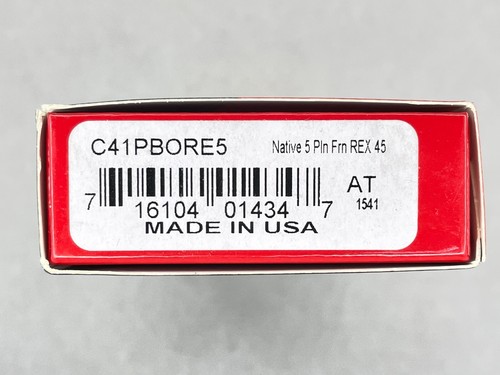 C41PBORE5 Native 5 Pln Frn REX 45
AT
1541
7 16104 01434 7
MADE IN USA